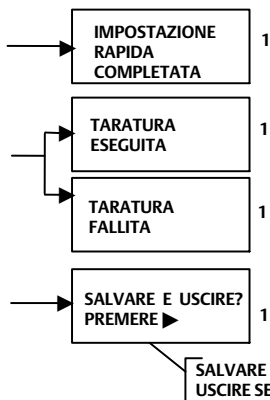 IMPOSTAZIONE
RAPIDA
COMPLETATA
1
TARATURA
ESEGUITA
1
TARATURA
FALLITA
1
SALVARE E USCIRE?
PREMERE ▶
1
SALVARE
USCIRE SE